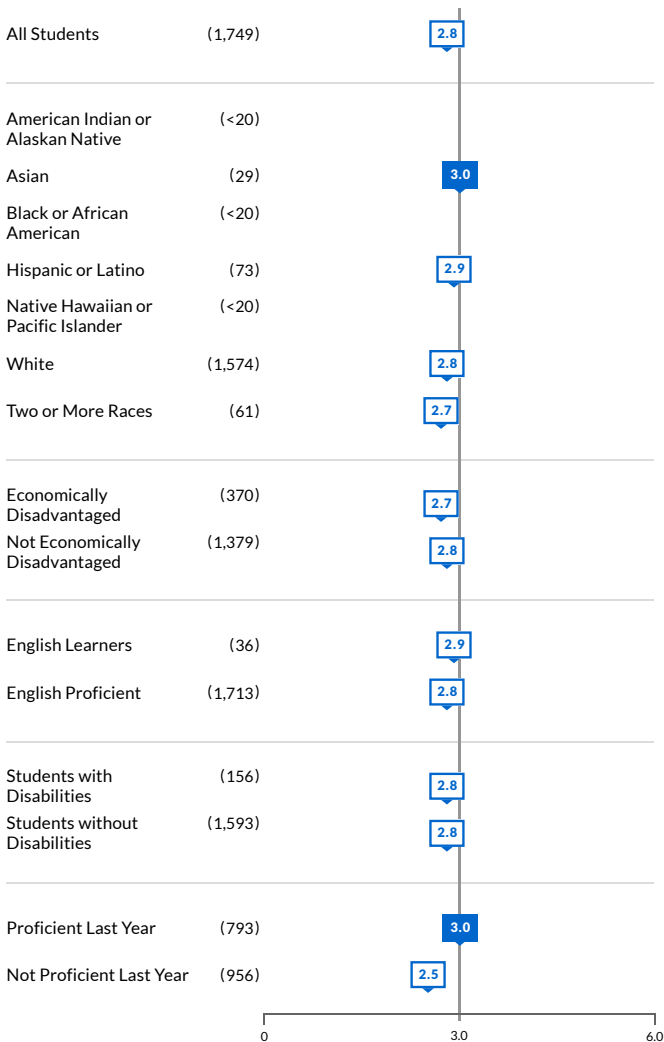 All Students (1,749) 2.8
American Indian or (<20)
Alaskan Native
Asian (29) 3.0
Black or African (<20)
American
Hispanic or Latino (73) 2.9
Native Hawaiian or (<20)
Pacific Islander
White (1,574) 2.8
Two or More Races (61) 2.7
Economically (370) 2.7
Disadvantaged
Not Economically (1,379) 2.8
Disadvantaged
English Learners (36) 2.9
English Proficient (1,713) 2.8
Students with (156) 2.8
Disabilities
Students without (1,593) 2.8
Disabilities
Proficient Last Year (793) 3.0
Not Proficient Last Year (956) 2.5
0 3.0 6.0